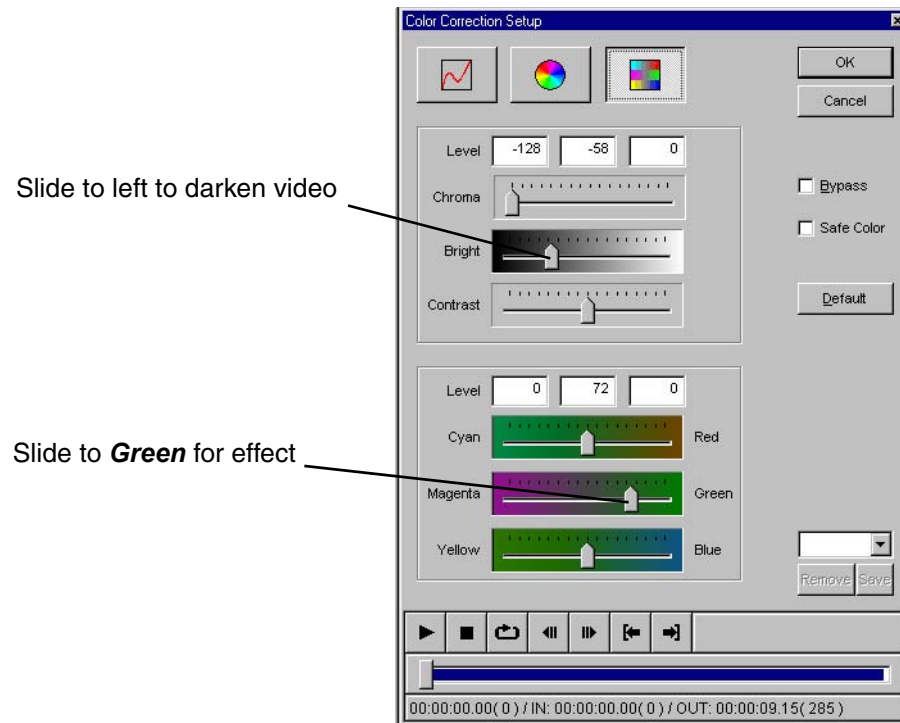 Color Correction Setup
OK
Cancel
Level -128 -58 0
Slide to left to darken video
Chroma
Bypass
Safe Color
Bright
Contrast
Default
Level 0 72 0
Cyan Red
Slide to Green for effect
Magenta Green
Yellow Blue
Remove Save
00:00:00.00( 0 ) / IN: 00:00:00.00( 0 ) / OUT: 00:00:09.15( 285 )